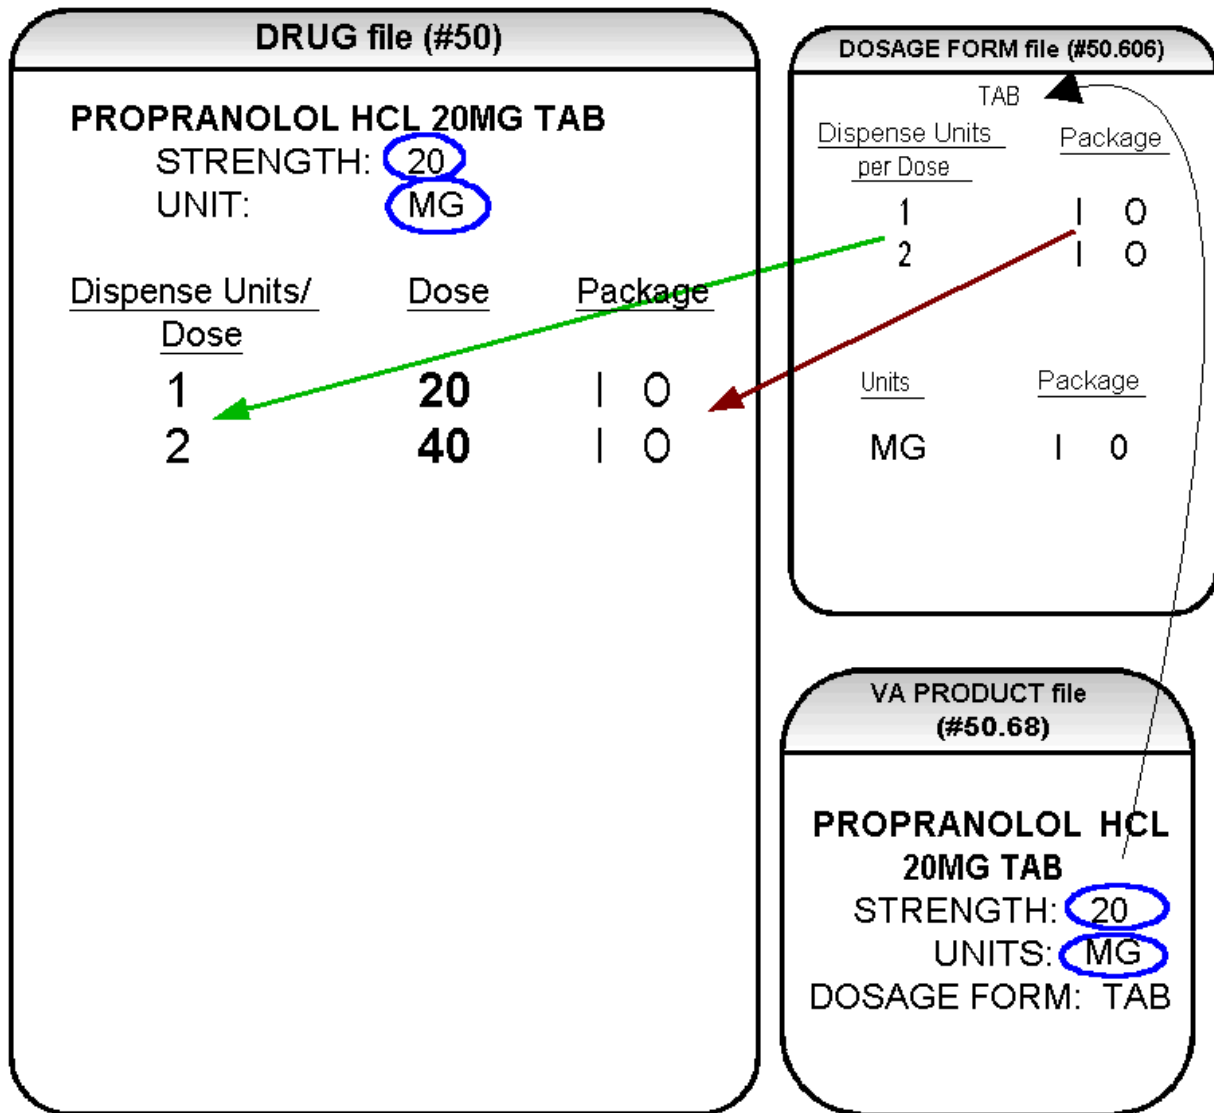 DRUG file (#50)
PROPRANOLOL HCL 20MG TAB
STRENGTH: 20
UNIT: MG
Dispense Units/ Dose Package
Dose
1 20 I O
2 40 I O
DOSAGE FORM file (#50.606)
TAB
Dispense Units Package
per Dose
1 I O
2 I O
Units Package
MG I 0
VA PRODUCT file
(#50.68)
PROPRANOLOL HCL
20MG TAB
STRENGTH: 20
UNITS: MG
DOSAGE FORM: TAB